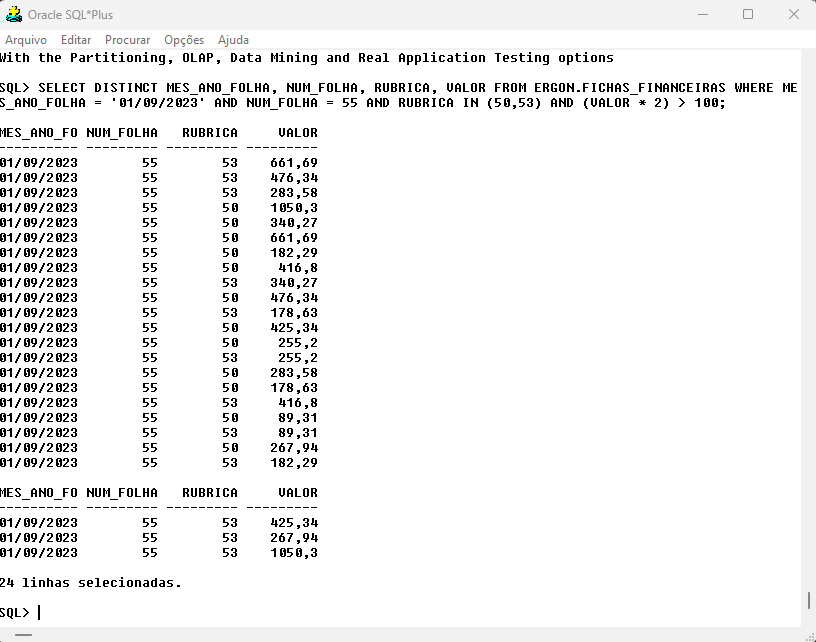 Oracle SQL*Plus
Arquivo Editar Procurar Opções Ajuda
With the Partitioning, OLAP, Data Mining and Real Application Testing options
SQL> SELECT DISTINCT MES_ANO_FOLHA, NUM_FOLHA, RUBRICA, VALOR FROM ERGON.FICHAS_FINANCEIRAS WHERE ME
S_ANO_FOLHA = '01/09/2023' AND NUM_FOLHA = 55 AND RUBRICA IN (50,53) AND (VALOR * 2) > 100;
MES_ANO_FO NUM_FOLHA   RUBRICA     VALOR
---------- --------- --------- ---------
01/09/2023        55        53    661,69
01/09/2023        55        53    476,34
01/09/2023        55        53    283,58
01/09/2023        55        50    1050,3
01/09/2023        55        50    340,27
01/09/2023        55        50    661,69
01/09/2023        55        50    182,29
01/09/2023        55        50     416,8
01/09/2023        55        53    340,27
01/09/2023        55        50    476,34
01/09/2023        55        53    178,63
01/09/2023        55        50    425,34
01/09/2023        55        50     255,2
01/09/2023        55        53     255,2
01/09/2023        55        50    283,58
01/09/2023        55        50    178,63
01/09/2023        55        53     416,8
01/09/2023        55        50     89,31
01/09/2023        55        53     89,31
01/09/2023        55        50    267,94
01/09/2023        55        53    182,29
MES_ANO_FO NUM_FOLHA   RUBRICA     VALOR
---------- --------- --------- ---------
01/09/2023        55        53    425,34
01/09/2023        55        53    267,94
01/09/2023        55        53    1050,3
24 linhas selecionadas.
SQL>